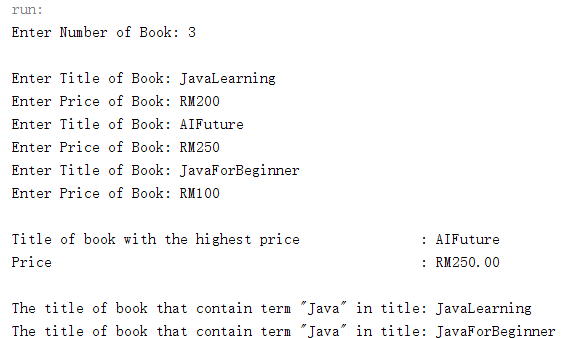 run:
Enter Number of Book: 3
Enter Title of Book: JavaLearning
Enter Price of Book: RM200
Enter Title of Book: AIFuture
Enter Price of Book: RM250
Enter Title of Book: JavaForBeginner
Enter Price of Book: RM100
Title of book with the highest price : AIFuture
Price : RM250.00
The title of book that contain term "Java" in title: JavaLearning
The title of book that contain term "Java" in title: JavaForBeginner